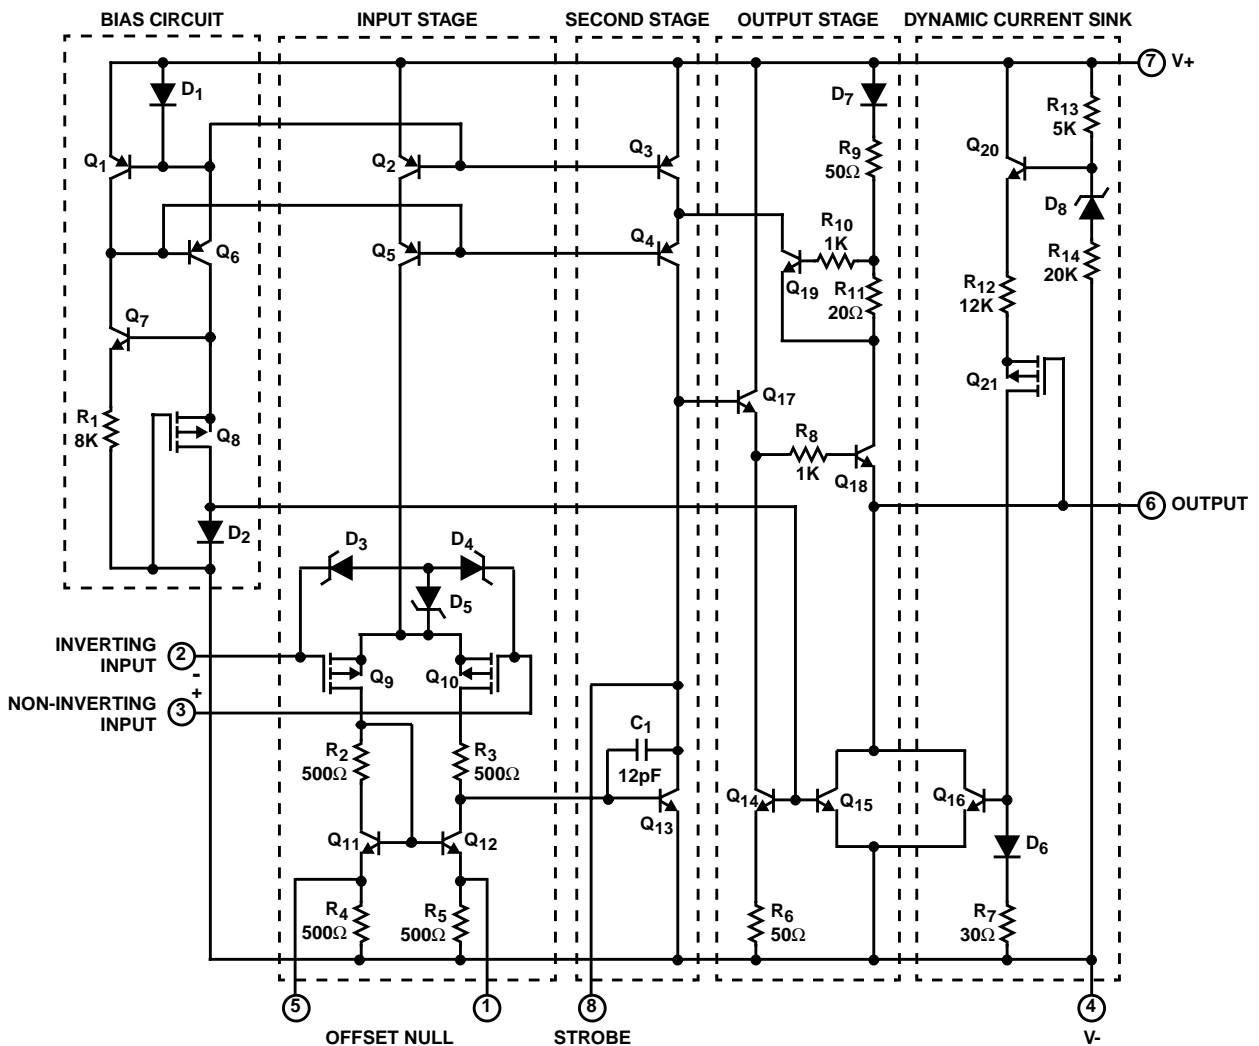 BIAS CIRCUIT
INPUT STAGE
SECOND STAGE
OUTPUT STAGE
DYNAMIC CURRENT SINK
7 V+
D1
D7
R13
5K
Q1
Q2
Q3
R9
50Ω
Q20
D8
Q6
Q5
Q4
R10
1K
Q19
R11
20Ω
R14
20K
R12
12K
Q7
Q21
Q17
R1
8K
Q8
R8
1K
Q18
6 OUTPUT
D2
D3
D4
D5
INVERTING
INPUT
2
-
Q9
Q10
+
NON-INVERTING
INPUT
3
C1
12pF
R2
500Ω
R3
500Ω
Q14
Q15
Q16
Q13
Q11
Q12
D6
R4
500Ω
R5
500Ω
R6
50Ω
R7
30Ω
5
1
8
4
OFFSET NULL
STROBE
V-